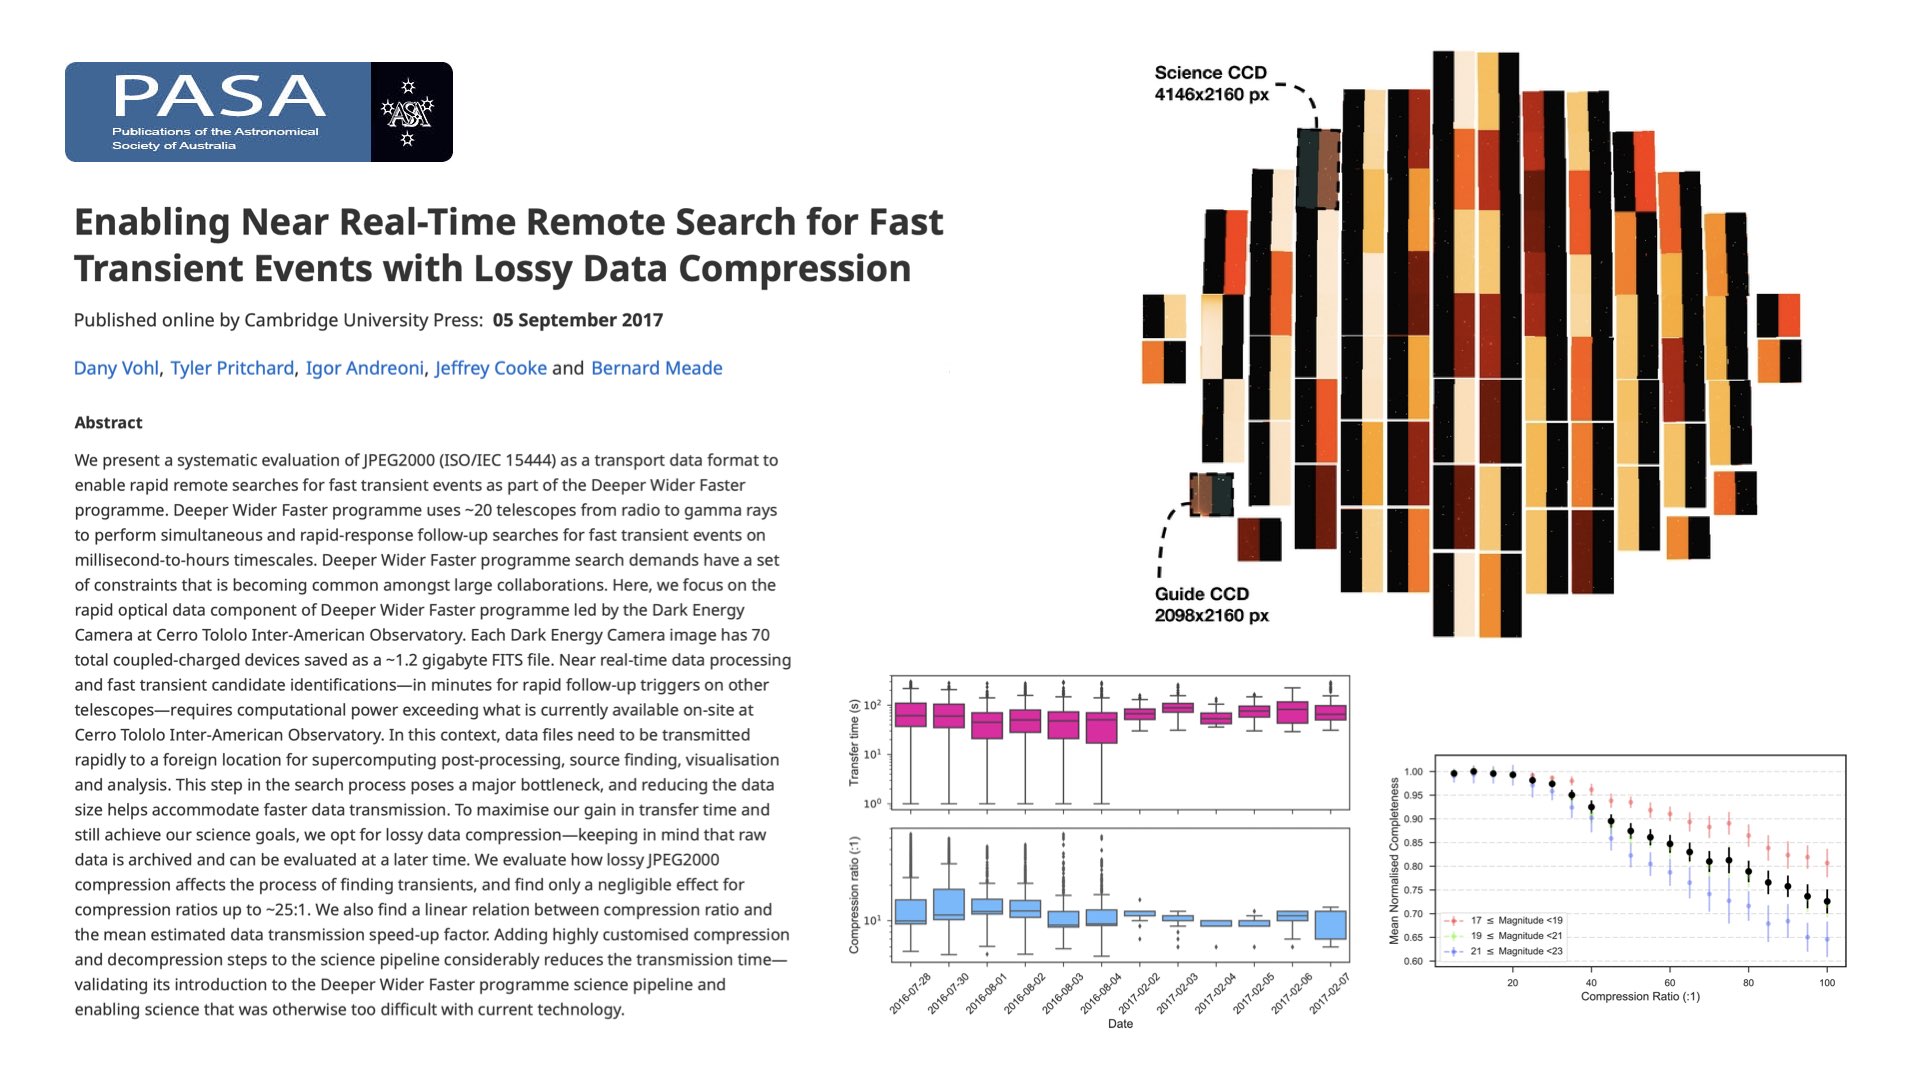 PASA
Publications of the Astronomical
Society of Australia
ASA
Enabling Near Real-Time Remote Search for Fast
Transient Events with Lossy Data Compression
Published online by Cambridge University Press: 05 September 2017
Dany Vohl, Tyler Pritchard, Igor Andreoni, Jeffrey Cooke and Bernard Meade
Abstract
We present a systematic evaluation of JPEG2000 (ISO/IEC 15444) as a transport data format to
enable rapid remote searches for fast transient events as part of the Deeper Wider Faster
programme. Deeper Wider Faster programme uses ~20 telescopes from radio to gamma rays
to perform simultaneous and rapid-response follow-up searches for fast transient events on
millisecond-to-hours timescales. Deeper Wider Faster programme search demands have a set
of constraints that is becoming common amongst large collaborations. Here, we focus on the
rapid optical data component of Deeper Wider Faster programme led by the Dark Energy
Camera at Cerro Tololo Inter-American Observatory. Each Dark Energy Camera image has 70
total coupled-charged devices saved as a ~1.2 gigabyte FITS file. Near real-time data processing
and fast transient candidate identifications—in minutes for rapid follow-up triggers on other
telescopes—requires computational power exceeding what is currently available on-site at
Cerro Tololo Inter-American Observatory. In this context, data files need to be transmitted
rapidly to a foreign location for supercomputing post-processing, source finding, visualisation
and analysis. This step in the search process poses a major bottleneck, and reducing the data
size helps accommodate faster data transmission. To maximise our gain in transfer time and
still achieve our science goals, we opt for lossy data compression—keeping in mind that raw
data is archived and can be evaluated at a later time. We evaluate how lossy JPEG2000
compression affects the process of finding transients, and find only a negligible effect for
compression ratios up to ~25:1. We also find a linear relation between compression ratio and
the mean estimated data transmission speed-up factor. Adding highly customised compression
and decompression steps to the science pipeline considerably reduces the transmission time—
validating its introduction to the Deeper Wider Faster programme science pipeline and
enabling science that was otherwise too difficult with current technology.
Science CCD
4146x2160 px
Guide CCD
2098x2160 px
Transfer time (s)
10²
10¹
10⁰
Compression ratio (:1)
10¹
2016-07-28
2016-07-30
2016-08-01
2016-08-02
2016-08-03
2016-08-04
2017-02-02
2017-02-03
2017-02-04
2017-02-05
2017-02-06
2017-02-07
Date
Mean Normalised Completeness
1.00
0.95
0.90
0.85
0.80
0.75
0.70
0.65
0.60
17 ≤ Magnitude <19
19 ≤ Magnitude <21
21 ≤ Magnitude <23
20 40 60 80 100
Compression Ratio (:1)